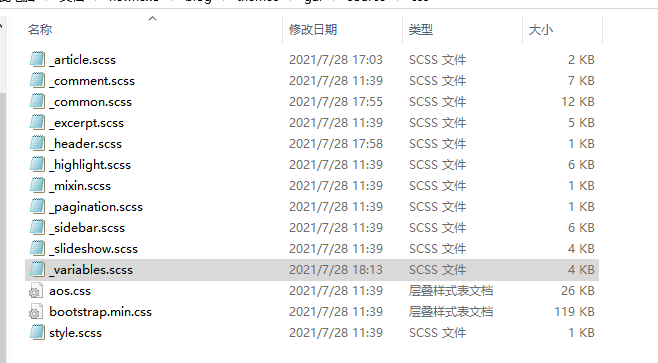 名称 修改日期 类型 大小
_article.scss 2021/7/28 17:03 SCSS 文件 2 KB
_comment.scss 2021/7/28 11:39 SCSS 文件 7 KB
_common.scss 2021/7/28 17:55 SCSS 文件 12 KB
_excerpt.scss 2021/7/28 11:39 SCSS 文件 5 KB
_header.scss 2021/7/28 17:58 SCSS 文件 1 KB
_highlight.scss 2021/7/28 11:39 SCSS 文件 6 KB
_mixin.scss 2021/7/28 11:39 SCSS 文件 1 KB
_pagination.scss 2021/7/28 11:39 SCSS 文件 1 KB
_sidebar.scss 2021/7/28 11:39 SCSS 文件 6 KB
_slideshow.scss 2021/7/28 11:39 SCSS 文件 4 KB
_variables.scss 2021/7/28 18:13 SCSS 文件 4 KB
aos.css 2021/7/28 11:39 层叠样式表文档 26 KB
bootstrap.min.css 2021/7/28 11:39 层叠样式表文档 119 KB
style.scss 2021/7/28 11:39 SCSS 文件 1 KB